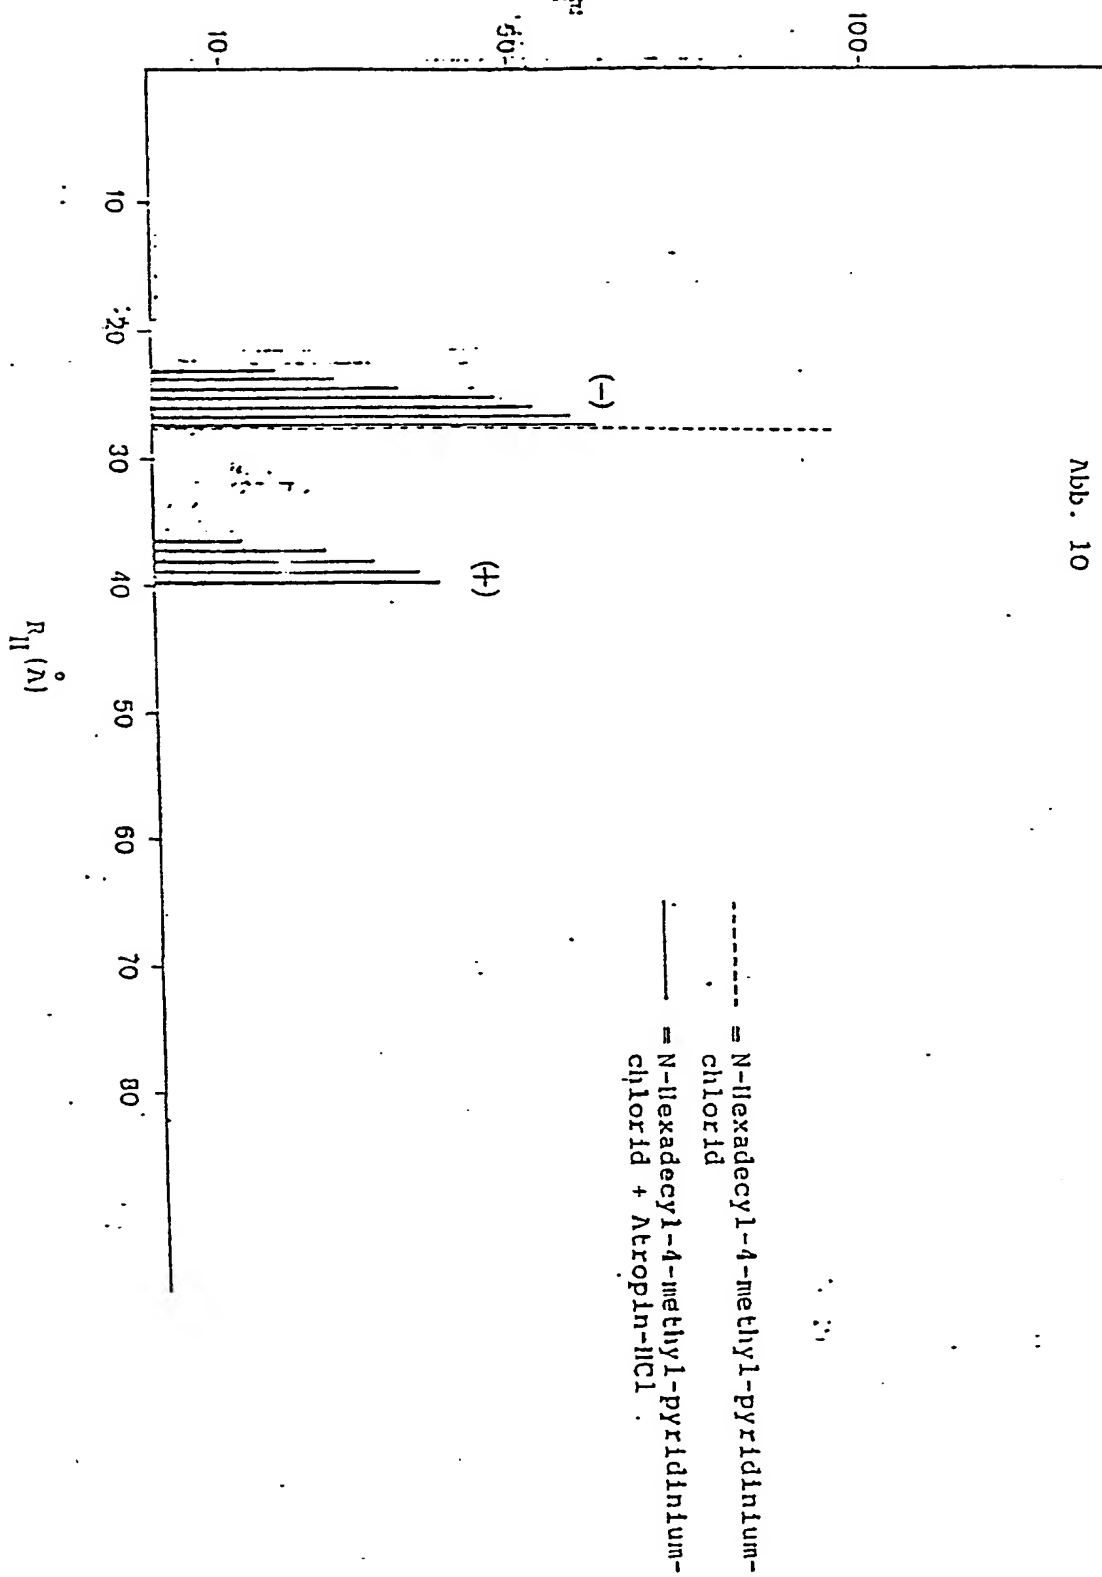 Abb. 10
100
50
10
10
20
30
40
50
60
70
80
(-)
(+)
R_H (Å)
-------- = N-Hexadecyl-4-methyl-pyridinium-
chlorid
——— = N-Hexadecyl-4-methyl-pyridinium-
chlorid + Atropin-HCl